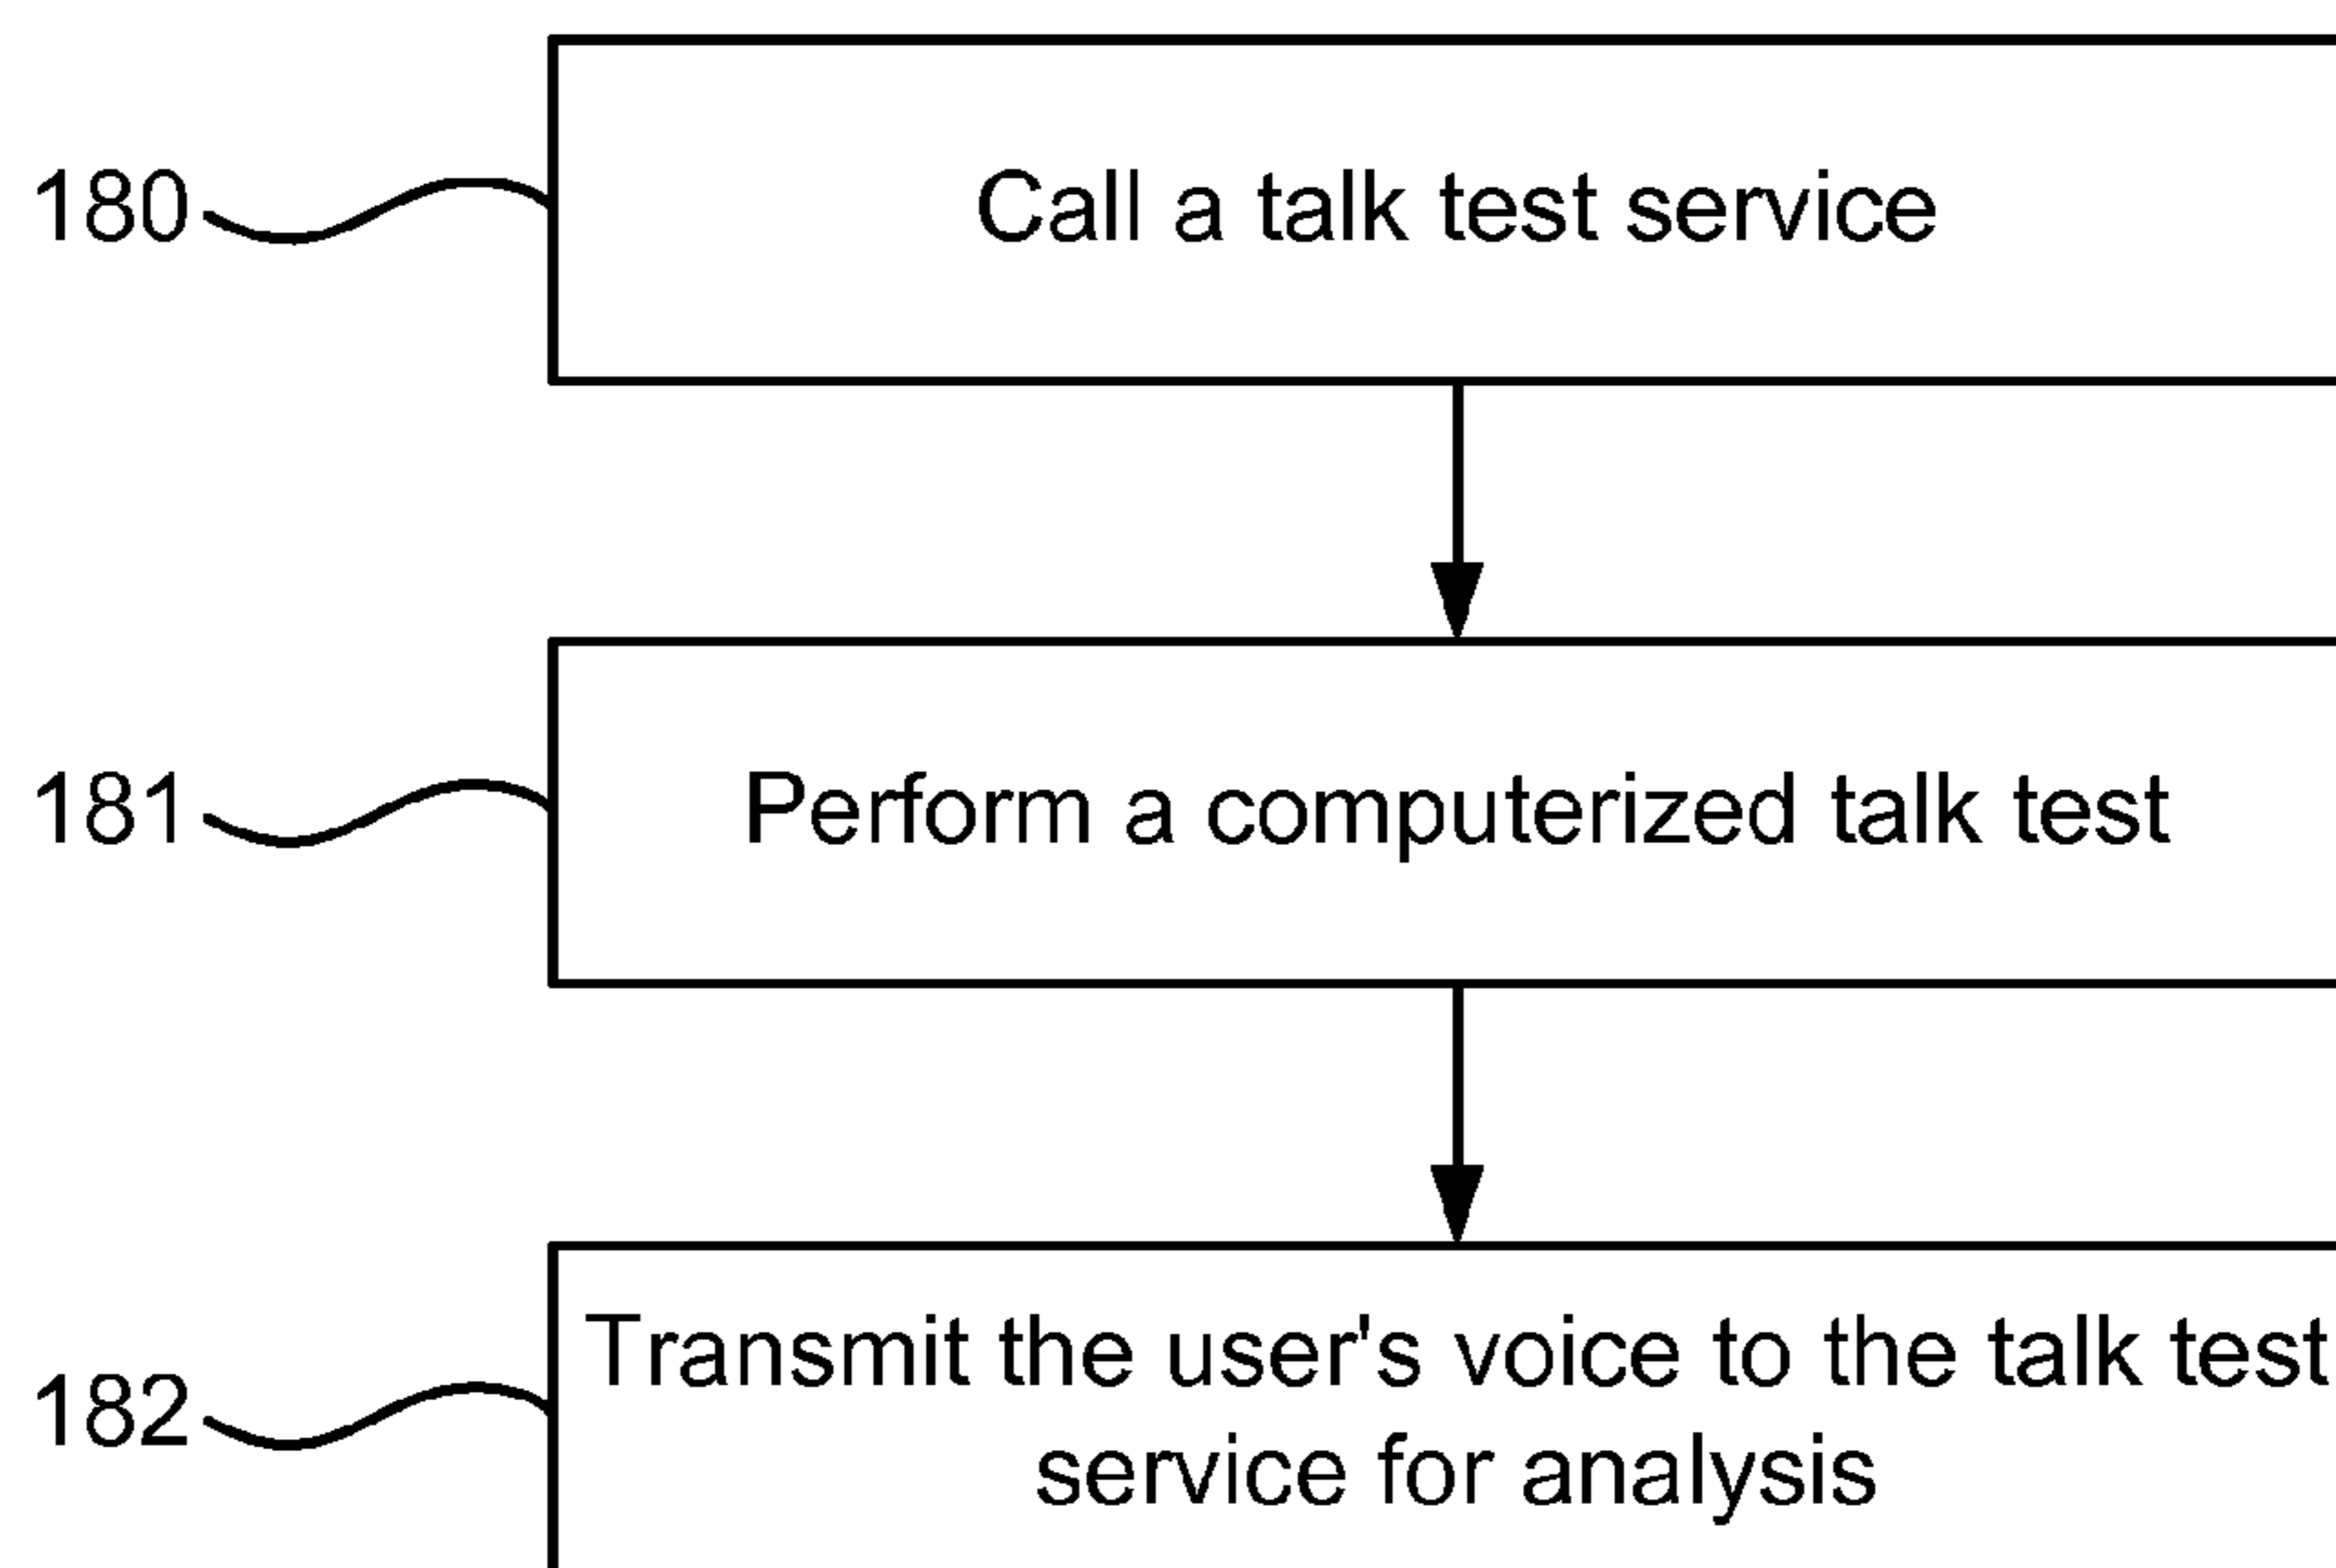 180
Call a talk test service
181
Perform a computerized talk test
182
Transmit the user's voice to the talk test
service for analysis